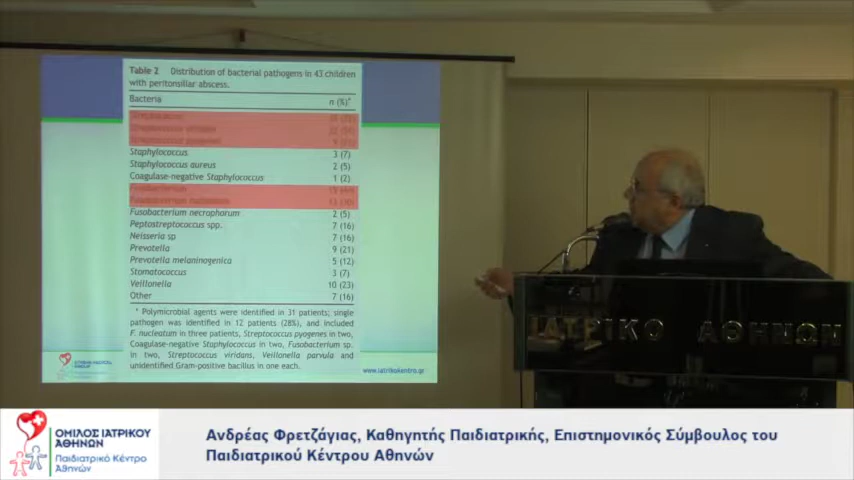 Table 2 Distribution of bacterial pathogens in 43 children
with peritonsillar abscess.
Bacteria n (%)*
Staphylococcus 3 (7)
Staphylococcus aureus 2 (5)
Coagulase-negative Staphylococcus 1 (2)
Fusobacterium necrophorum 2 (5)
Peptostreptococcus spp. 7 (16)
Neisseria sp 7 (16)
Prevotella 9 (21)
Prevotella melaninogenica 5 (12)
Stomatococcus 3 (7)
Veillonella 10 (23)
Other 7 (16)
* Polymicrobial agents were identified in 31 patients; single
pathogen was identified in 12 patients (28%), and included
F. nucleatum in three patients, Streptococcus pyogenes in two,
Coagulase-negative Staphylococcus in two, Fusobacterium sp.
in two, Streptococcus viridans, Veillonella parvula and
unidentified Gram-positive bacillus in one each.
www.iatrikokentro.gr
ΙΑΤΡΙΚΟ ΑΘΗΝΩΝ
ΟΜΙΛΟΣ ΙΑΤΡΙΚΟΥ
ΑΘΗΝΩΝ
Παιδιατρικό Κέντρο
Αθηνών
Ανδρέας Φρετζάγιας, Καθηγητής Παιδιατρικής, Επιστημονικός Σύμβουλος του
Παιδιατρικού Κέντρου Αθηνών